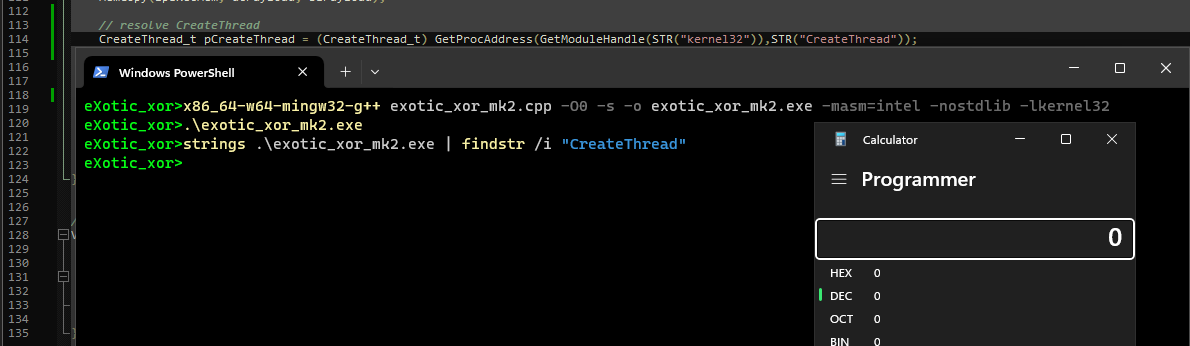 112
113 // resolve CreateThread
114 CreateThread_t pCreateThread = (CreateThread_t) GetProcAddress(GetModuleHandle(STR("kernel32")),STR("CreateThread"));
115
116
117
118
119
120
121
122
123
124
125
126
127
128
129
130
131
132
133
134
135
Windows PowerShell
eXotic_xor>x86_64-w64-mingw32-g++ exotic_xor_mk2.cpp -O0 -s -o exotic_xor_mk2.exe -masm=intel -nostdlib -lkernel32
eXotic_xor>.\exotic_xor_mk2.exe
eXotic_xor>strings .\exotic_xor_mk2.exe | findstr /i "CreateThread"
eXotic_xor>
Calculator
Programmer
0
HEX 0
DEC 0
OCT 0
BIN 0